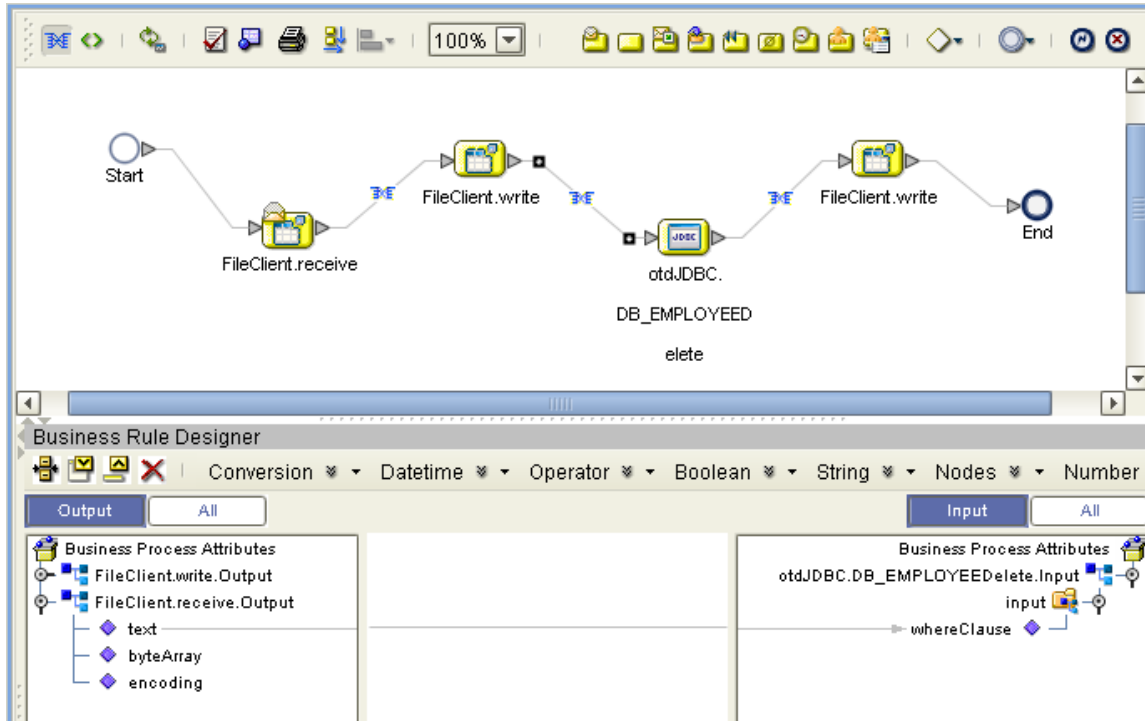 100%
Start
FileClient.receive
FileClient.write
JDBC
otdJDBC.
DB_EMPLOYEED
elete
FileClient.write
End
Business Rule Designer
Conversion Datetime Operator Boolean String Nodes Number
Output All Input All
Business Process Attributes
FileClient.write.Output
FileClient.receive.Output
text
byteArray
encoding
Business Process Attributes
otdJDBC.DB_EMPLOYEEDelete.Input
input
whereClause